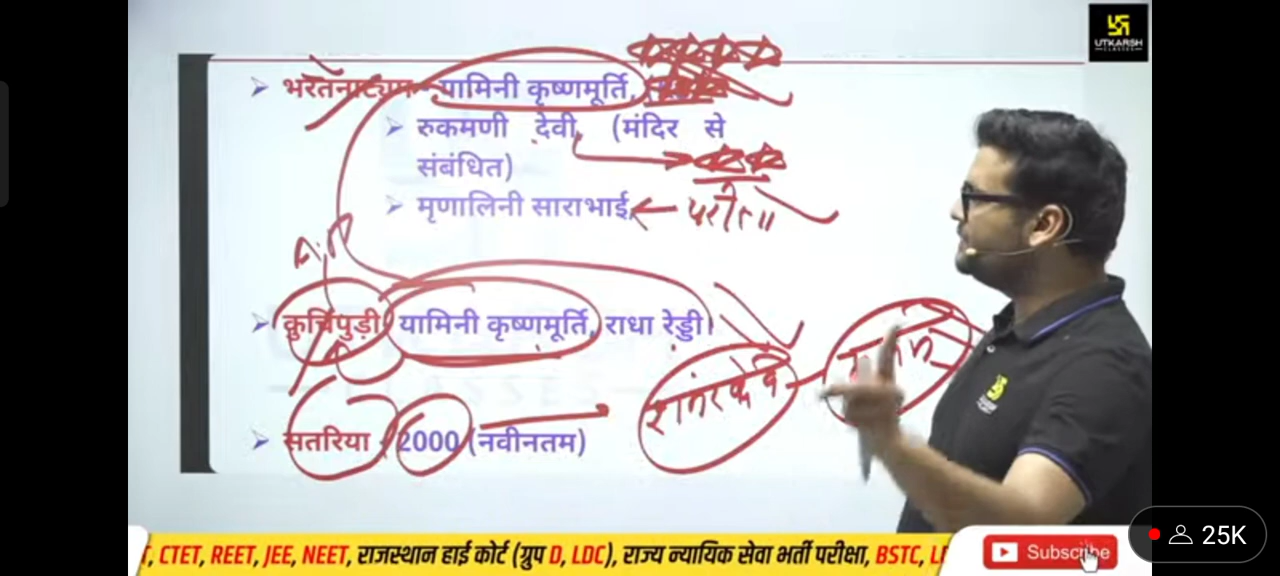 UTKARSH
CLASSES
भरतनाट्यम - यामिनी कृष्णमूर्ति,
रुकमणी देवी, (मंदिर से
संबंधित)
मृणालिनी साराभाई,
A.P
कुचिपुड़ी, यामिनी कृष्णमूर्ति, राधा रेड्डी
शंकरदेव
सतरिया - 2000 (नवीनतम)
CTET, REET, JEE, NEET, राजस्थान हाई कोर्ट (ग्रुप D, LDC), राज्य न्यायिक सेवा भर्ती परीक्षा, BSTC,
Subscribe
25K